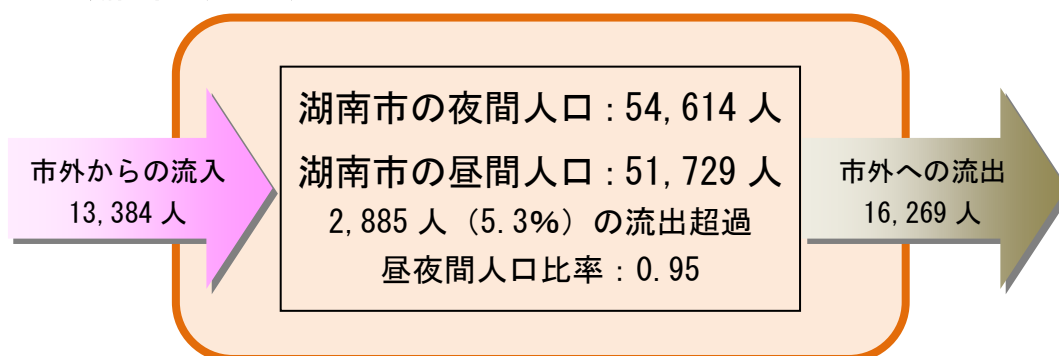 市外からの流入
13,384 人
湖南市の夜間人口：54,614 人
湖南市の昼間人口：51,729 人
2,885 人（5.3％）の流出超過
昼夜間人口比率：0.95
市外への流出
16,269 人